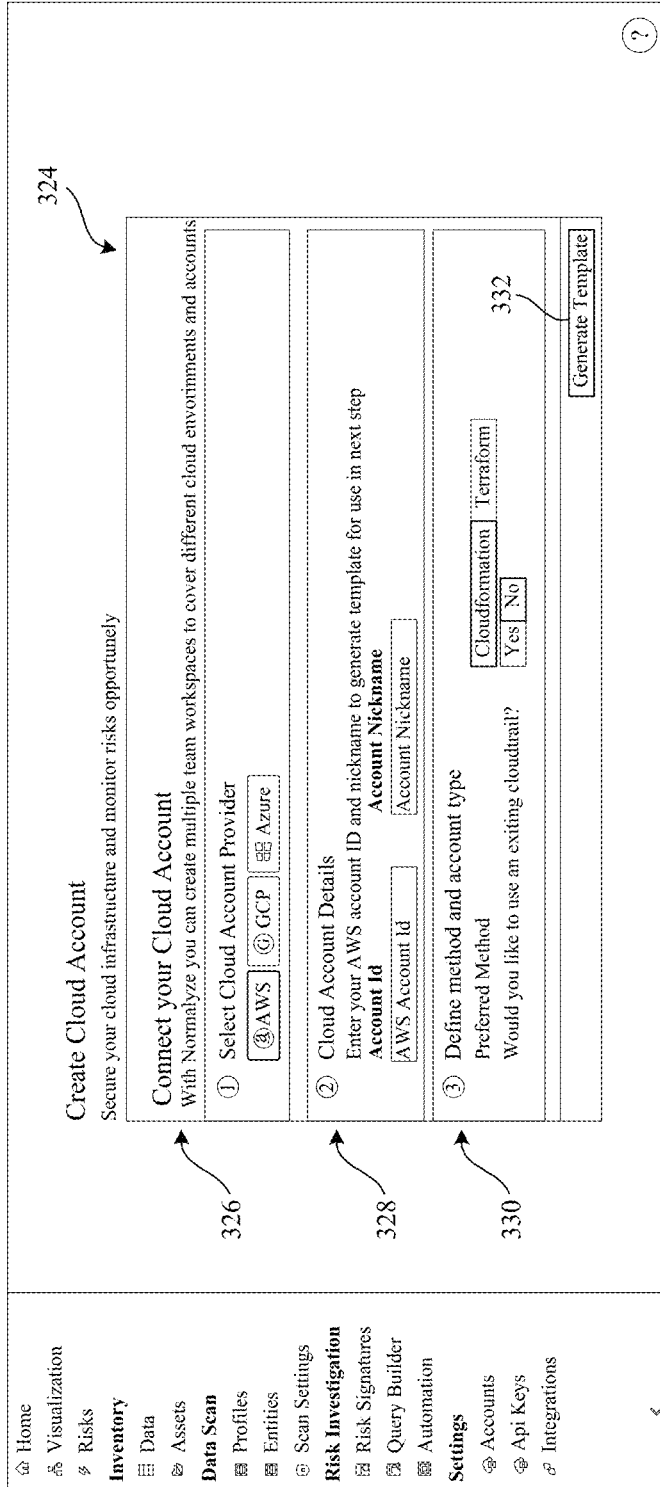 Home
Visualization
Risks
Inventory
Data
Assets
Data Scan
Profiles
Entities
Scan Settings
Risk Investigation
Risk Signatures
Query Builder
Automation
Settings
Accounts
Api Keys
Integrations
Create Cloud Account
Secure your cloud infrastructure and monitor risks opportunely
324
Connect your Cloud Account
With Normalyze you can create multiple team workspaces to cover different cloud envorinments and accounts
326
1 Select Cloud Account Provider
@ AWS G GCP Azure
328
2 Cloud Account Details
Enter your AWS account ID and nickname to generate template for use in next step
Account Id Account Nickname
AWS Account Id Account Nickname
330
3 Define method and account type
Preferred Method Cloudformation Terraform
Would you like to use an exiting cloudtrail? Yes No
332
Generate Template
?